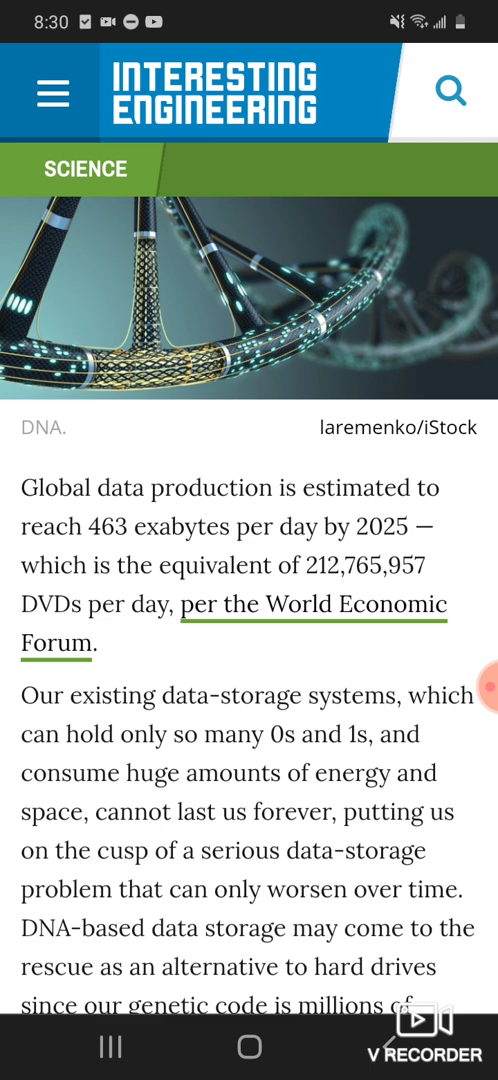 8:30
INTERESTING
ENGINEERING
SCIENCE
DNA.
laremenko/iStock
Global data production is estimated to
reach 463 exabytes per day by 2025 —
which is the equivalent of 212,765,957
DVDs per day, per the World Economic
Forum.
Our existing data-storage systems, which
can hold only so many 0s and 1s, and
consume huge amounts of energy and
space, cannot last us forever, putting us
on the cusp of a serious data-storage
problem that can only worsen over time.
DNA-based data storage may come to the
rescue as an alternative to hard drives
since our genetic code is millions of
V RECORDER